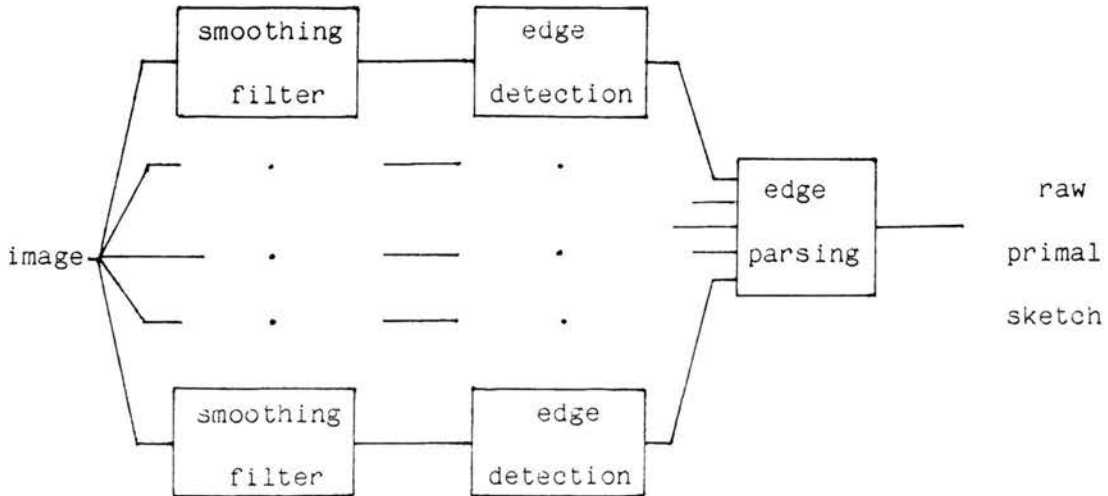 smoothing
filter
edge
detection
image
edge
parsing
raw
primal
sketch
smoothing
filter
edge
detection